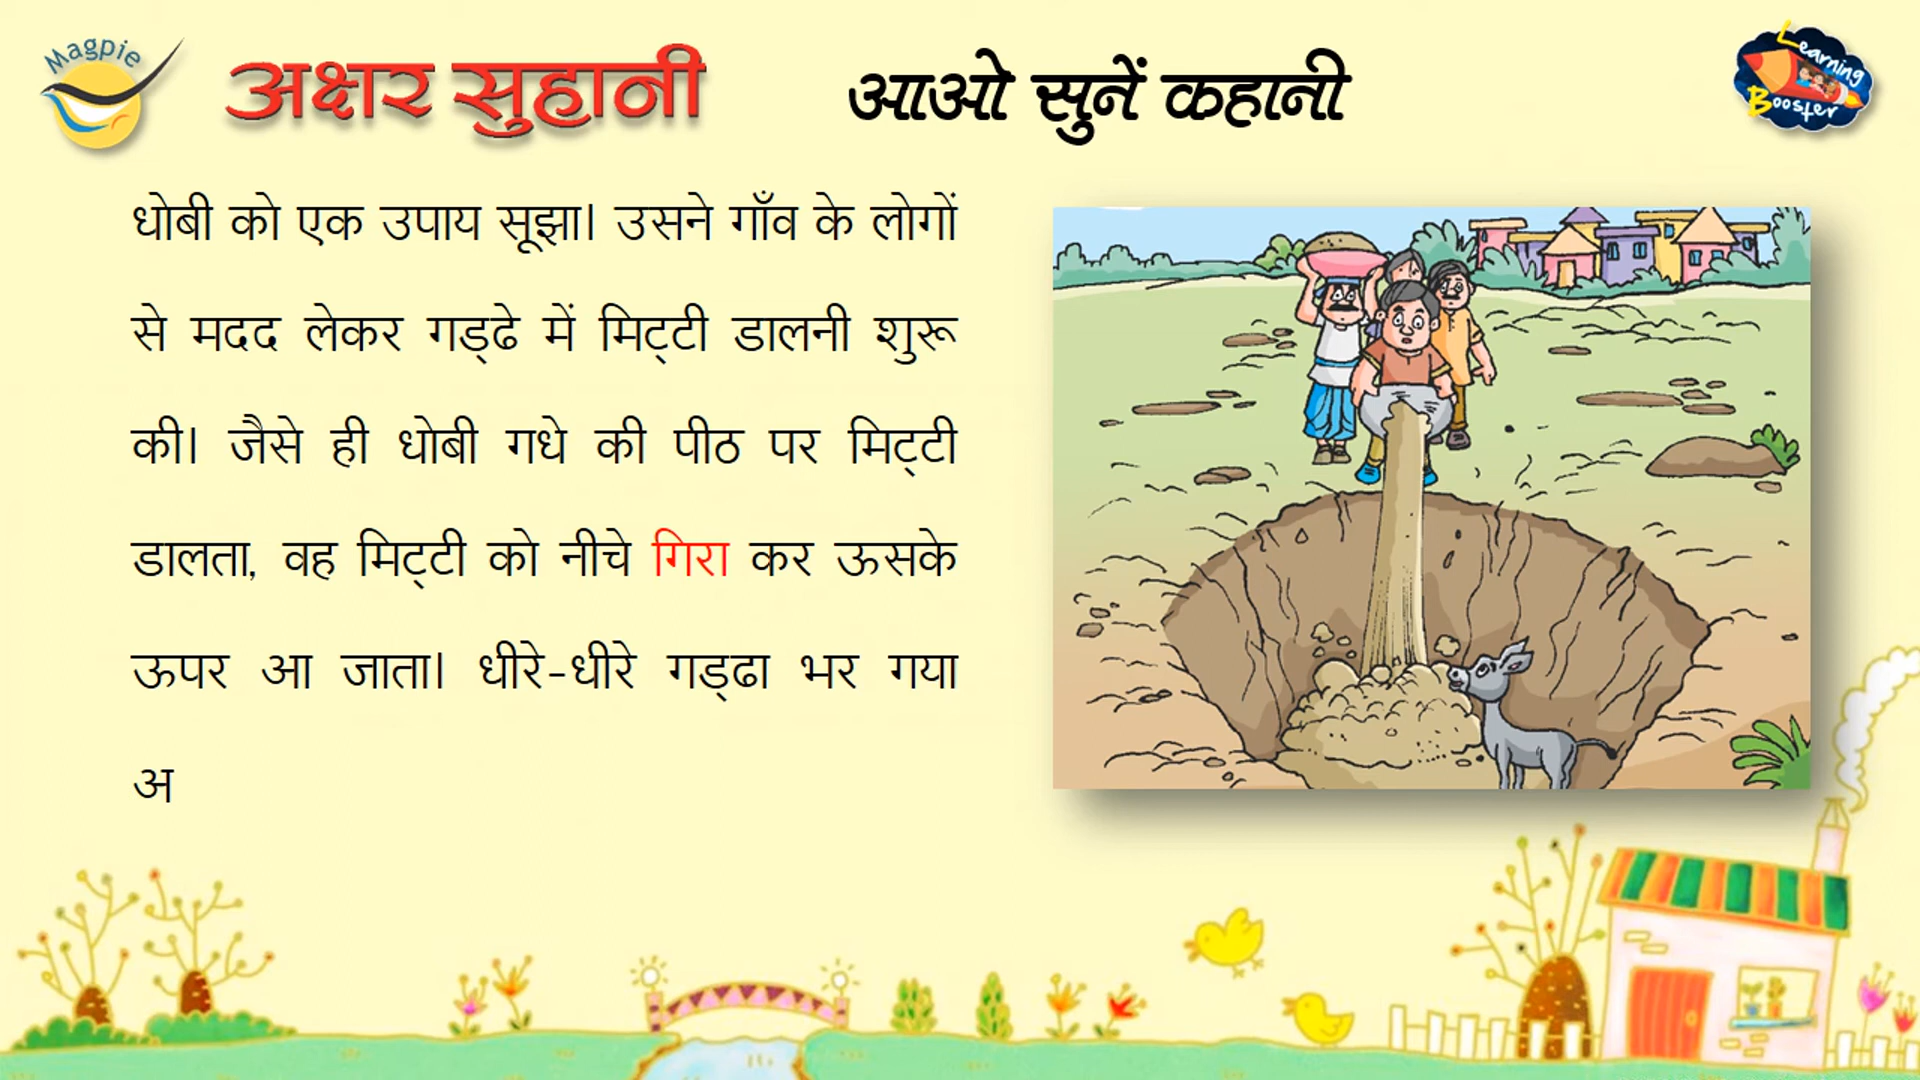 Magpie
अक्षर सुहानी
आओ सुनें कहानी
Learning
Booster
धोबी को एक उपाय सूझा। उसने गाँव के लोगों
से मदद लेकर गड्ढे में मिट्टी डालनी शुरू
की। जैसे ही धोबी गधे की पीठ पर मिट्टी
डालता, वह मिट्टी को नीचे गिरा कर ऊसके
ऊपर आ जाता। धीरे-धीरे गड्ढा भर गया
अ